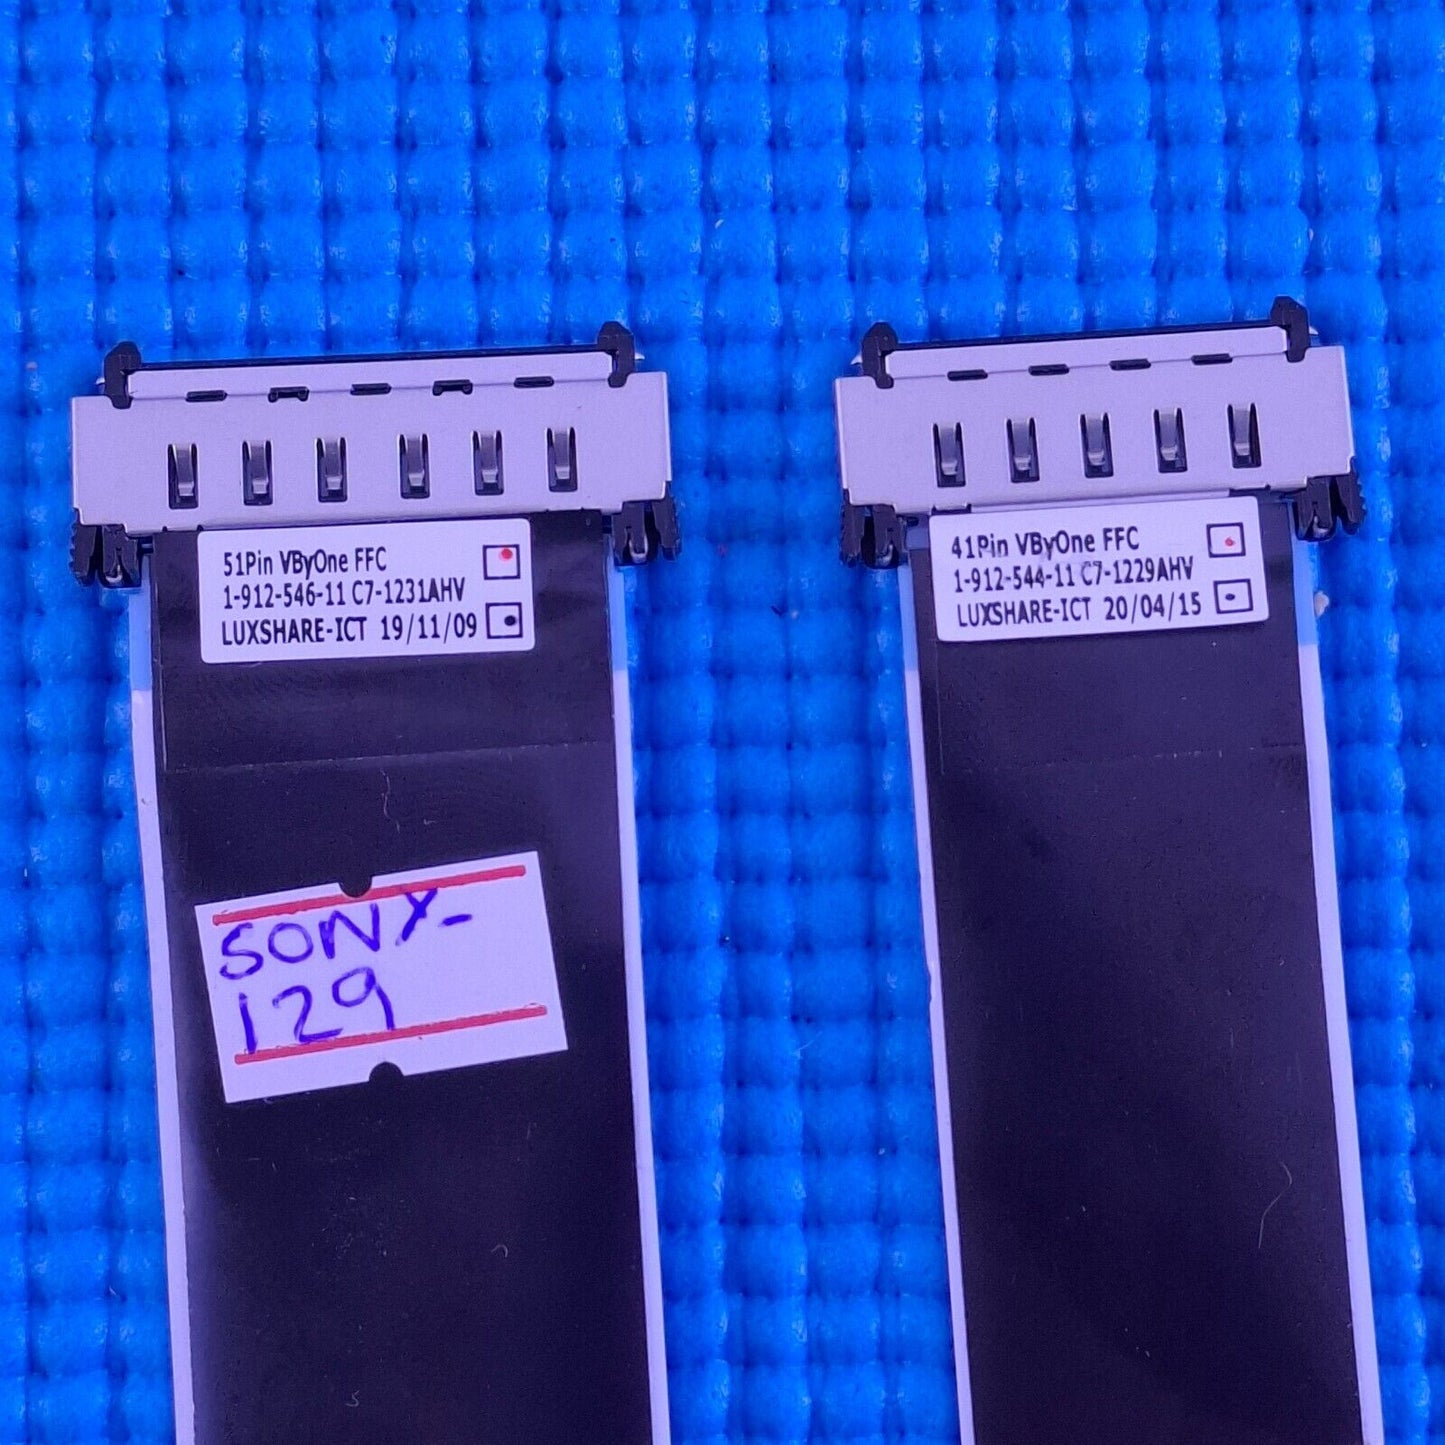 51Pin VByOne FFC
1-912-546-11 C7-1231AHV
LUXSHARE-ICT 19/11/09
41Pin VByOne FFC
1-912-544-11 C7-1229AHV
LUXSHARE-ICT 20/04/15
SONY-
129